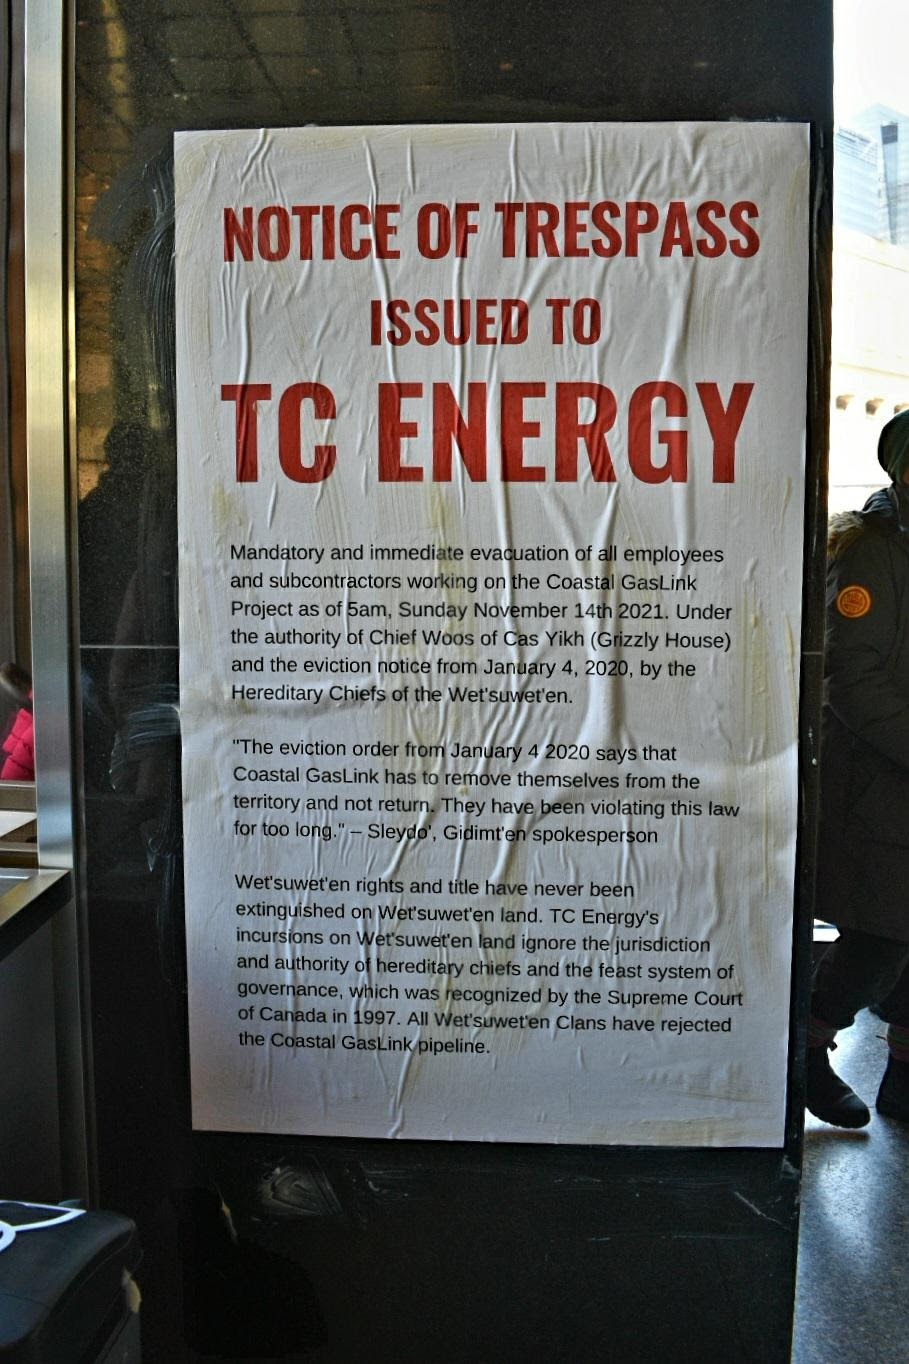 NOTICE OF TRESPASS
ISSUED TO
TC ENERGY
Mandatory and immediate evacuation of all employees
and subcontractors working on the Coastal GasLink
Project as of 5am, Sunday November 14th 2021. Under
the authority of Chief Woos of Cas Yikh (Grizzly House)
and the eviction notice from January 4, 2020, by the
Hereditary Chiefs of the Wet'suwet'en.
"The eviction order from January 4 2020 says that
Coastal GasLink has to remove themselves from the
territory and not return. They have been violating this law
for too long." – Sleydo', Gidimt'en spokesperson
Wet'suwet'en rights and title have never been
extinguished on Wet'suwet'en land. TC Energy's
incursions on Wet'suwet'en land ignore the jurisdiction
and authority of hereditary chiefs and the feast system of
governance, which was recognized by the Supreme Court
of Canada in 1997. All Wet'suwet'en Clans have rejected
the Coastal GasLink pipeline.